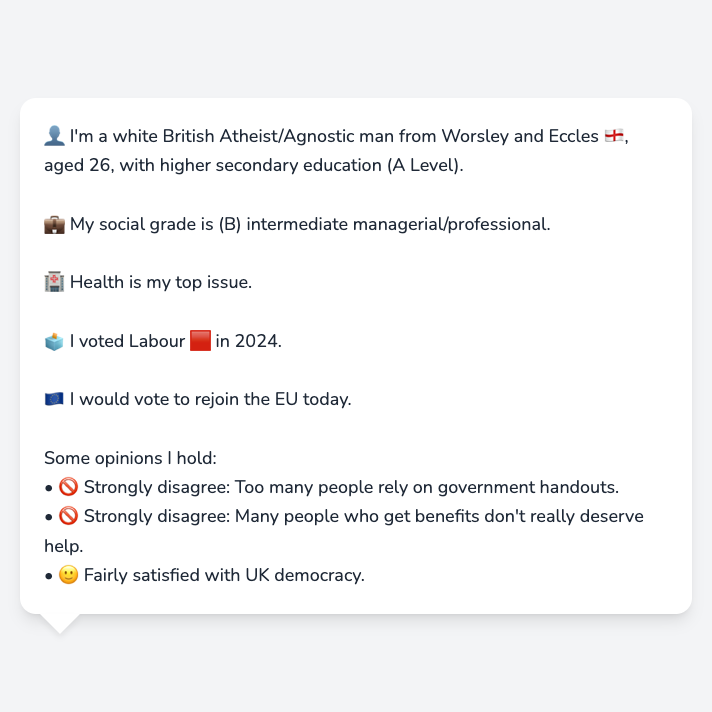 👤 I'm a white British Atheist/Agnostic man from Worsley and Eccles 🏴󠁧󠁢󠁥󠁮󠁧󠁿,
aged 26, with higher secondary education (A Level).
💼 My social grade is (B) intermediate managerial/professional.
🏥 Health is my top issue.
🗳️ I voted Labour 🟥 in 2024.
🇪🇺 I would vote to rejoin the EU today.
Some opinions I hold:
• 🚫 Strongly disagree: Too many people rely on government handouts.
• 🚫 Strongly disagree: Many people who get benefits don't really deserve
help.
• 🙂 Fairly satisfied with UK democracy.